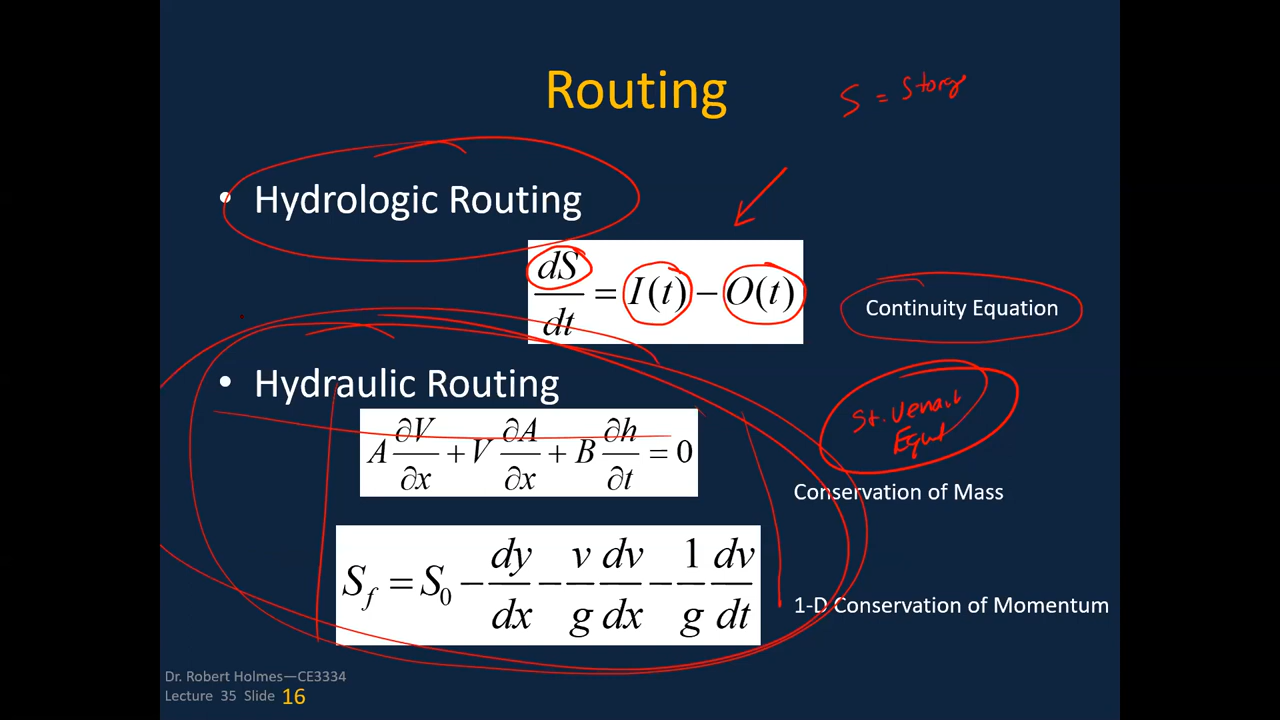 Routing
S = Storage
• Hydrologic Routing
dS/dt = I(t) − O(t)
Continuity Equation
• Hydraulic Routing
A ∂V/∂x + V ∂A/∂x + B ∂h/∂t = 0
St. Venant
Equt
Conservation of Mass
S_f = S_0 − dy/dx − v/g dv/dx − 1/g dv/dt
1-D Conservation of Momentum
Dr. Robert Holmes—CE3334
Lecture 35 Slide 16